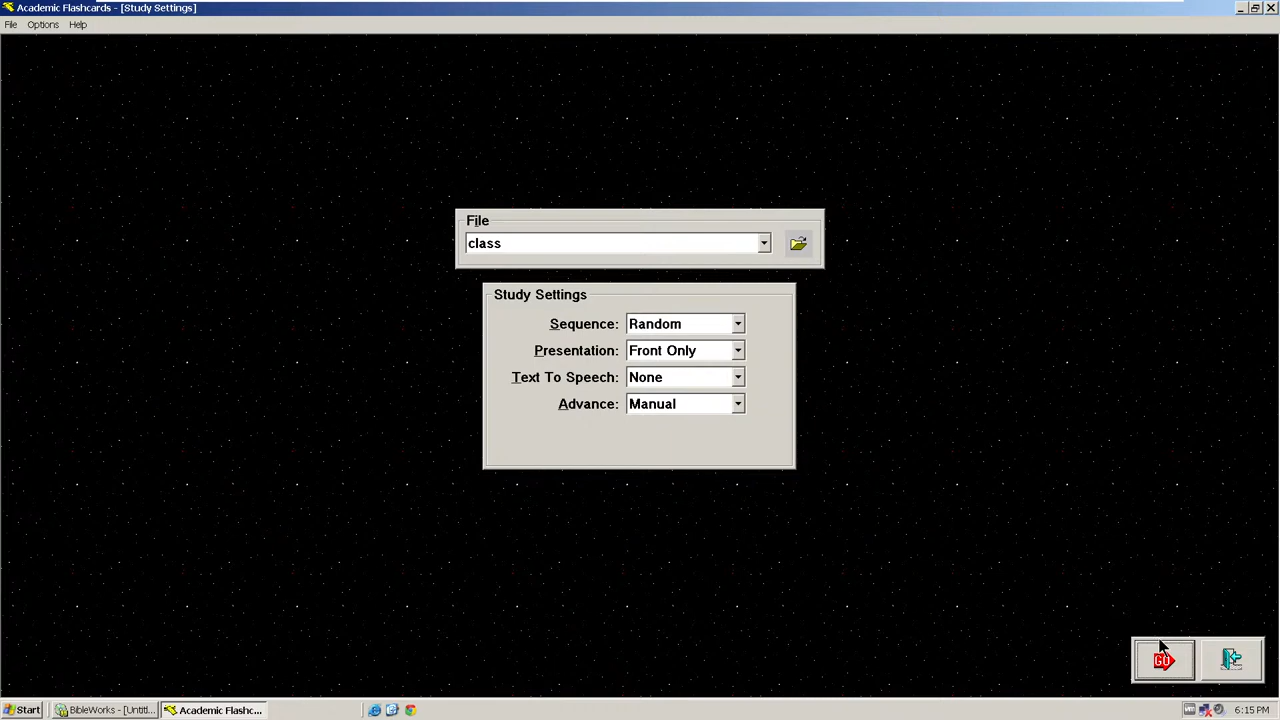 Academic Flashcards - [Study Settings]
File Options Help
File
class
Study Settings
Sequence: Random
Presentation: Front Only
Text To Speech: None
Advance: Manual
GO
Start BibleWorks - [Untitl... Academic Flashc... 6:15 PM